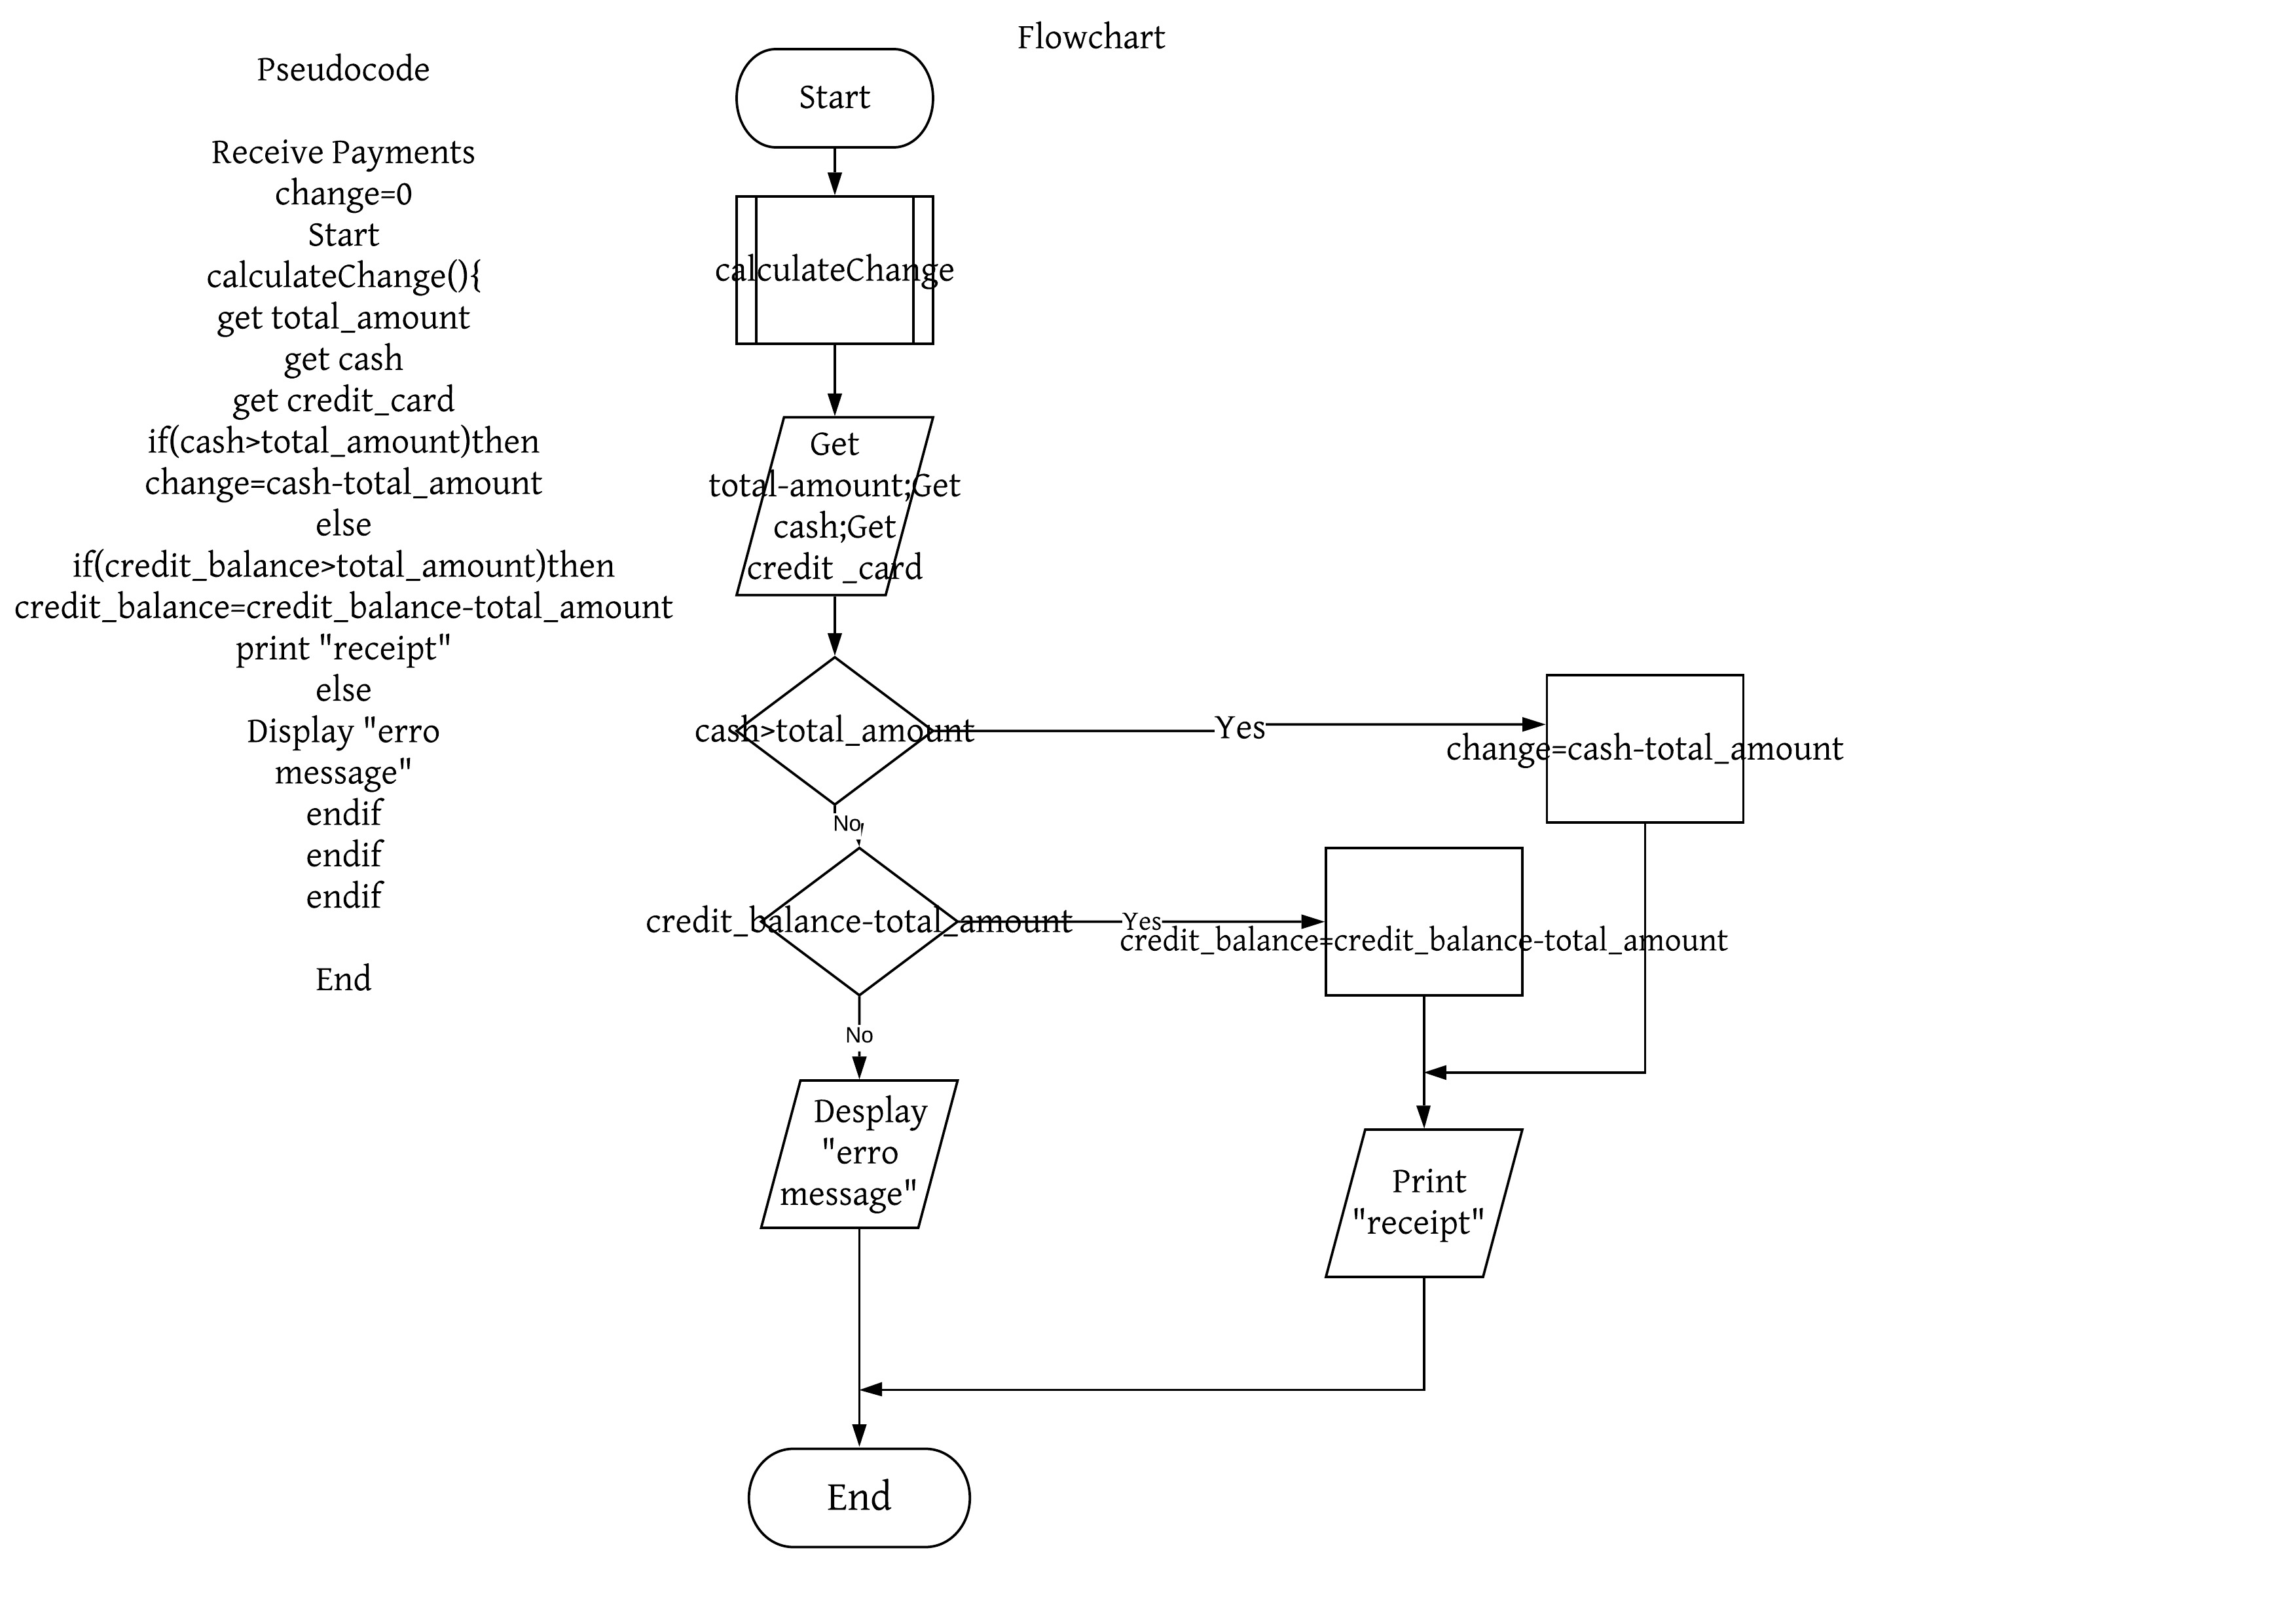 Pseudocode
Receive Payments
change=0
Start
calculateChange(){
get total_amount
get cash
get credit_card
if(cash>total_amount)then
change=cash-total_amount
else
if(credit_balance>total_amount)then
credit_balance=credit_balance-total_amount
print "receipt"
else
Display "erro
message"
endif
endif
endif
End
Flowchart
Start
calculateChange
Get
total-amount;Get
cash;Get
credit _card
cash>total_amount
Yes
change=cash-total_amount
No
credit_balance-total_amount
Yes
credit_balance=credit_balance-total_amount
No
Desplay
"erro
message"
Print
"receipt"
End